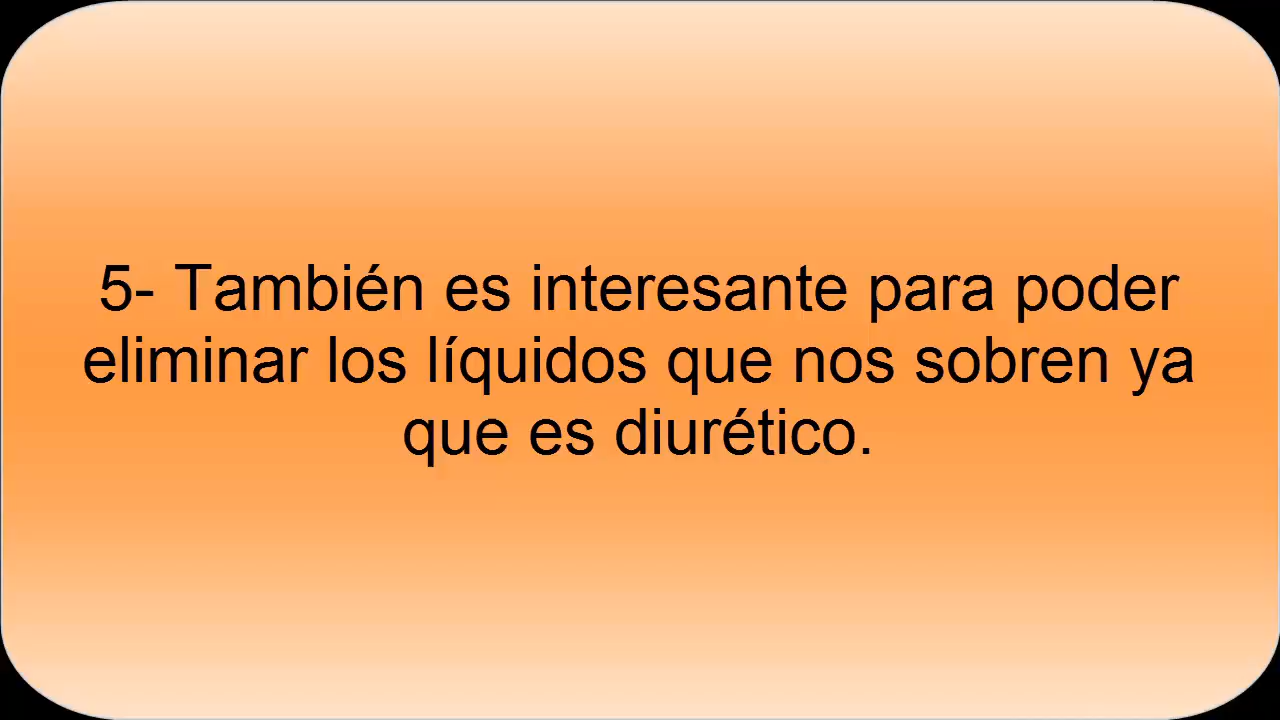 5- También es interesante para poder
eliminar los líquidos que nos sobren ya
que es diurético.